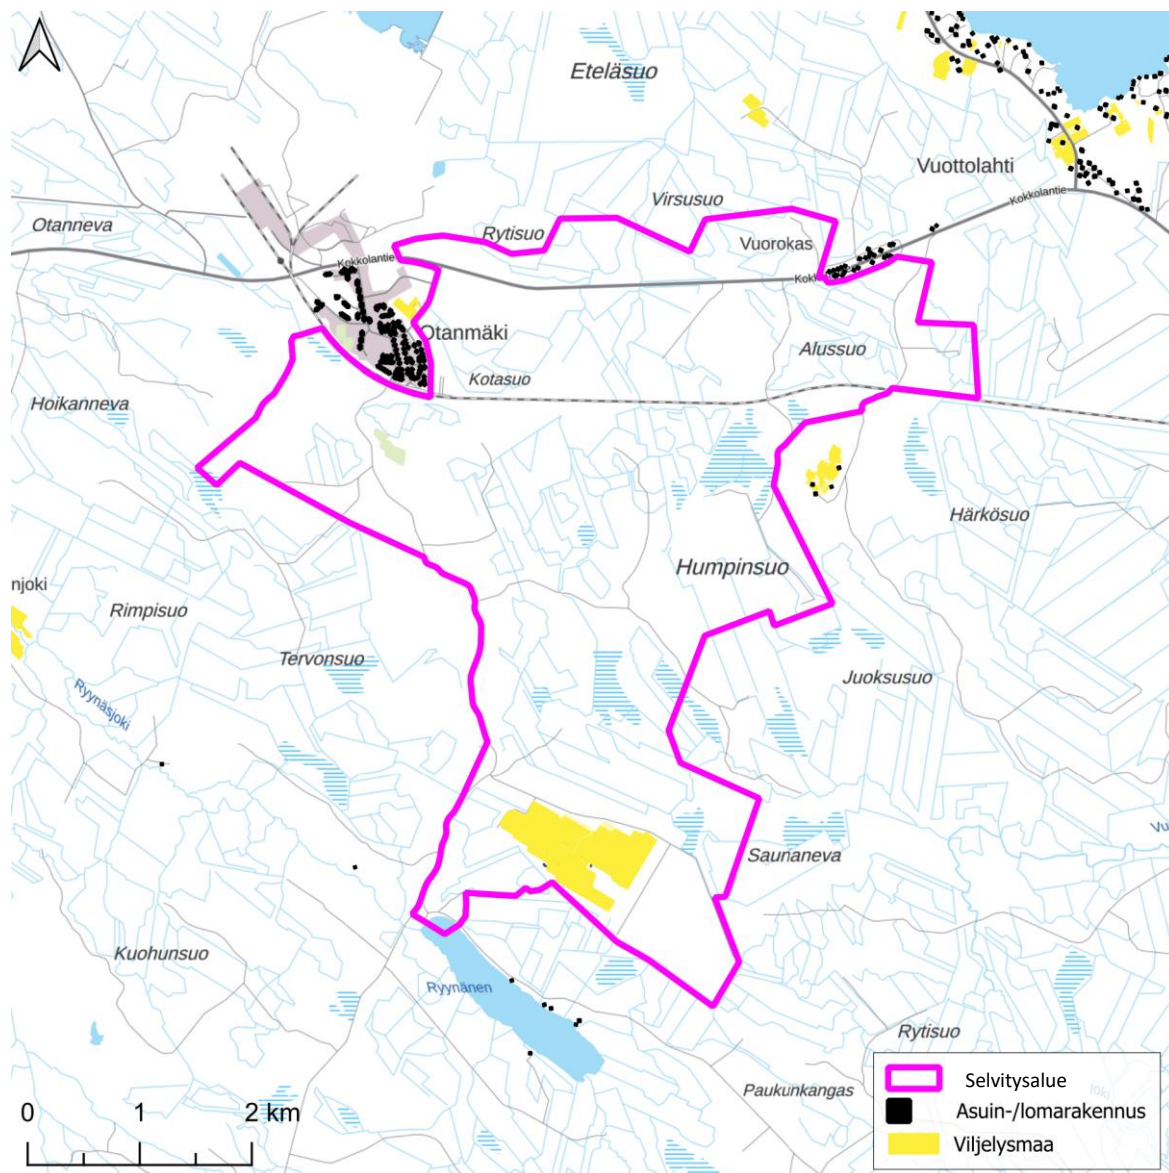 Eteläsuo
Vuottolahti
Kokkolantie
Virsusuo
Otanneva
Rytisuo
Vuorokas
Kokkolantie
Kokk
Otanmäki
Alussuo
Kotasuo
Hoikanneva
Härkösuo
Humpinsuo
njoki
Rimpisuo
Tervonsuo
Juoksusuo
Ryynäsjoki
Vu
Saunaneva
Kuohunsuo
Ryynänen
Rytisuo
Paukunkangas
Joki
0 1 2 km
Selvitysalue
Asuin-/lomarakennus
Viljelysmaa